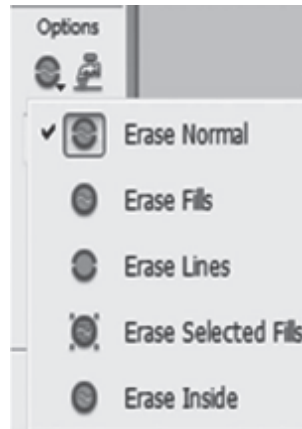 Options
Erase Normal
Erase Fills
Erase Lines
Erase Selected Fills
Erase Inside